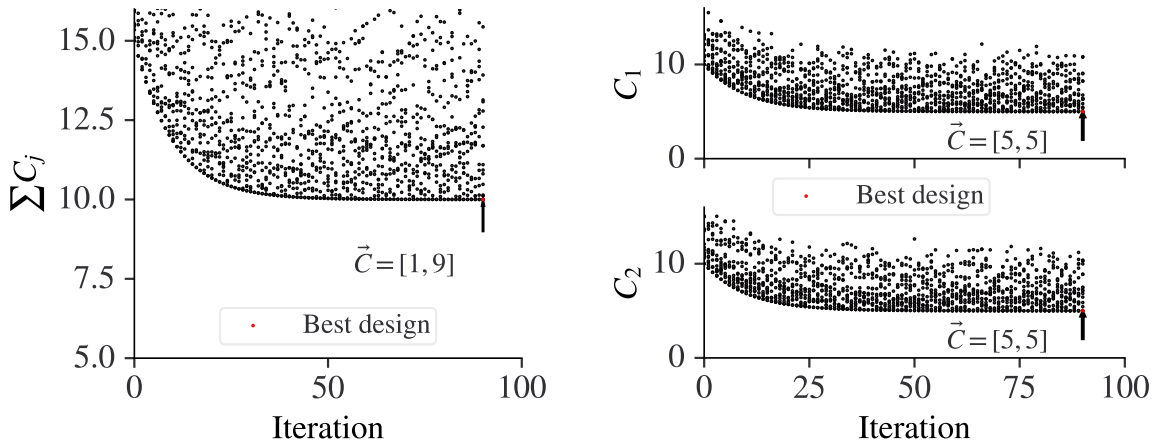 15.0
12.5
10.0
7.5
5.0
∑C_j
C⃗ = [1, 9]
Best design
0
50
100
Iteration
10
0
C_1
C⃗ = [5, 5]
Best design
10
0
C_2
C⃗ = [5, 5]
0
25
50
75
100
Iteration